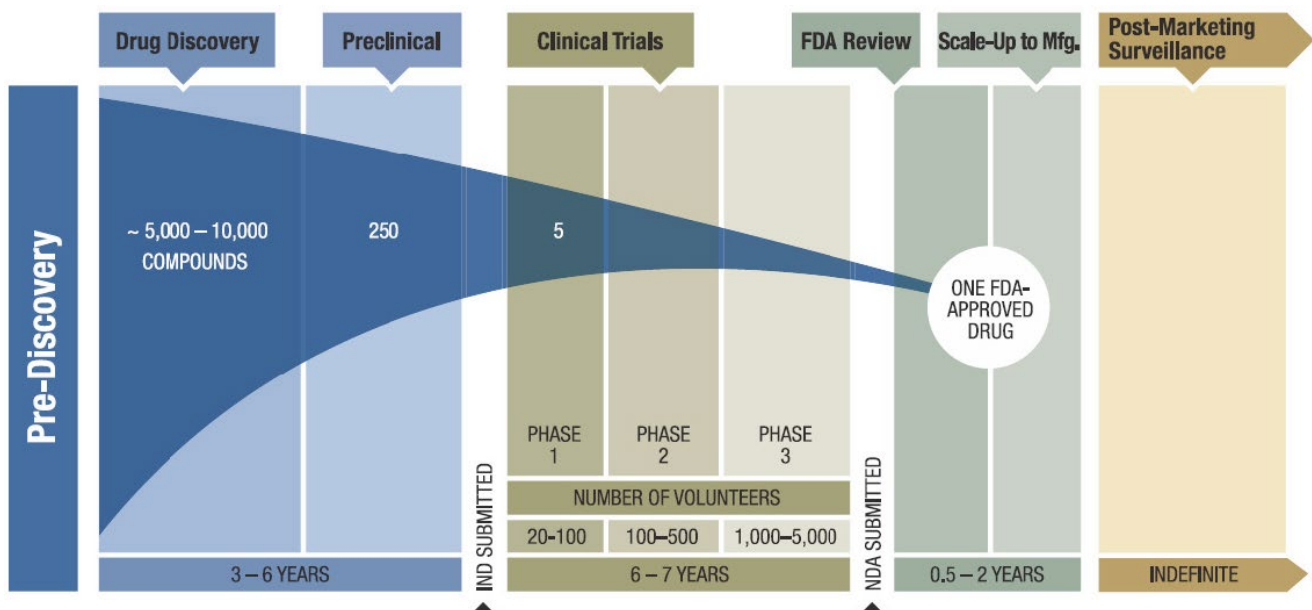 Drug Discovery
Preclinical
Clinical Trials
FDA Review
Scale-Up to Mfg.
Post-Marketing
Surveillance
Pre-Discovery
~ 5,000 – 10,000
COMPOUNDS
250
5
ONE FDA-
APPROVED
DRUG
PHASE
1
PHASE
2
PHASE
3
NUMBER OF VOLUNTEERS
20-100
100–500
1,000–5,000
IND SUBMITTED
NDA SUBMITTED
3 – 6 YEARS
6 – 7 YEARS
0.5 – 2 YEARS
INDEFINITE